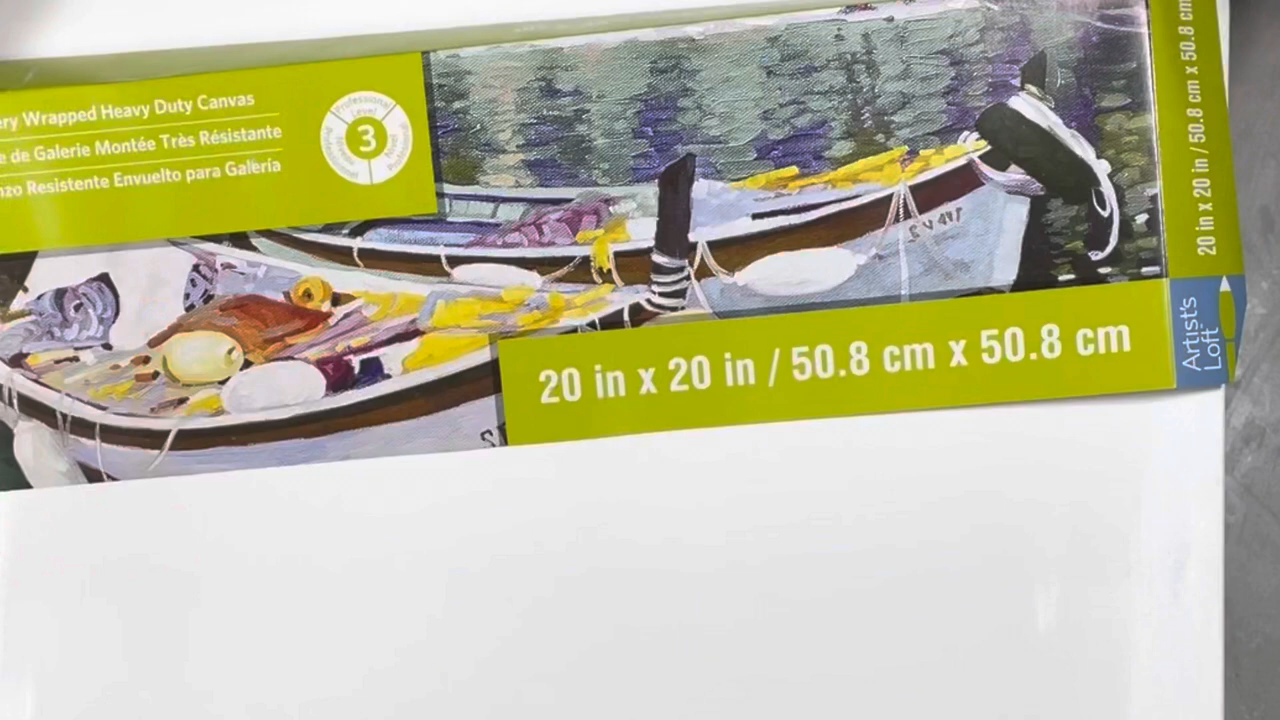 ery Wrapped Heavy Duty Canvas
e de Galerie Montée Très Résistante
nzo Resistente Envuelto para Galería
Professional Level
3
20 in x 20 in / 50.8 cm x 50.8 cm
20 in x 20 in / 50.8 cm x 50.8 cm
Artist's
Loft